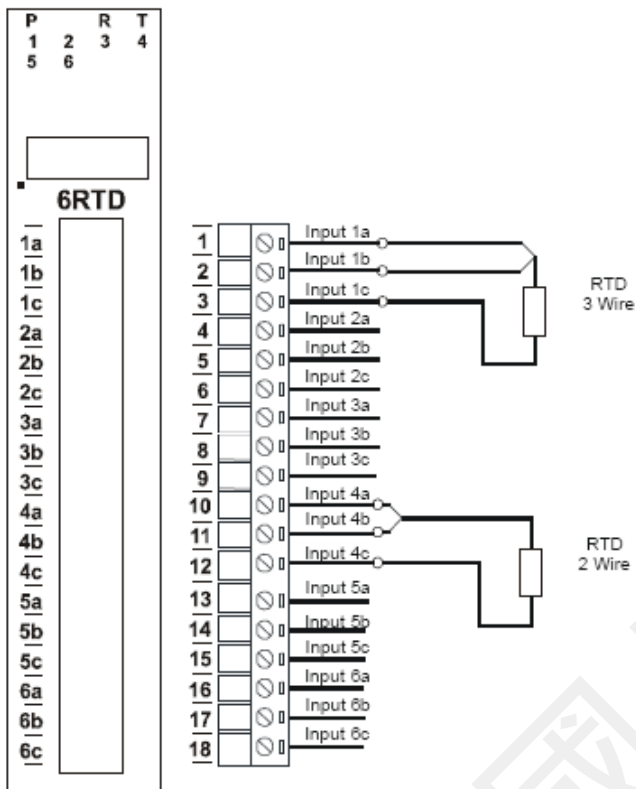 P R T
1 2 3 4
5 6
6RTD
1a
1b
1c
2a
2b
2c
3a
3b
3c
4a
4b
4c
5a
5b
5c
6a
6b
6c
1 Input 1a
2 Input 1b
3 Input 1c
4 Input 2a
5 Input 2b
6 Input 2c
7 Input 3a
8 Input 3b
9 Input 3c
10 Input 4a
11 Input 4b
12 Input 4c
13 Input 5a
14 Input 5b
15 Input 5c
16 Input 6a
17 Input 6b
18 Input 6c
RTD
3 Wire
RTD
2 Wire